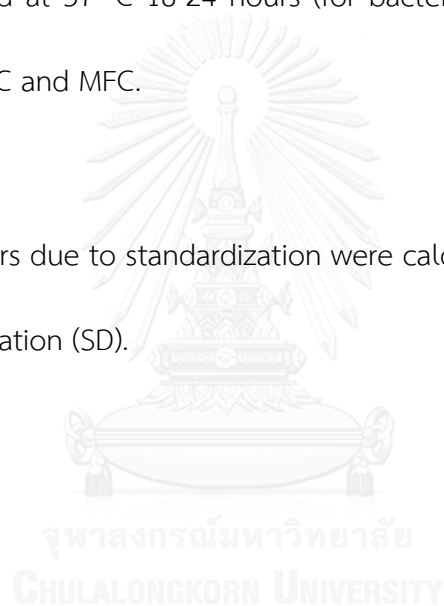 at 37 °C 18-24 hours (for bacter
C and MFC.
rs due to standardization were calc
ation (SD).
จุฬาลงกรณ์มหาวิทยาลัย
CHULALONGKORN UNIVERSITY